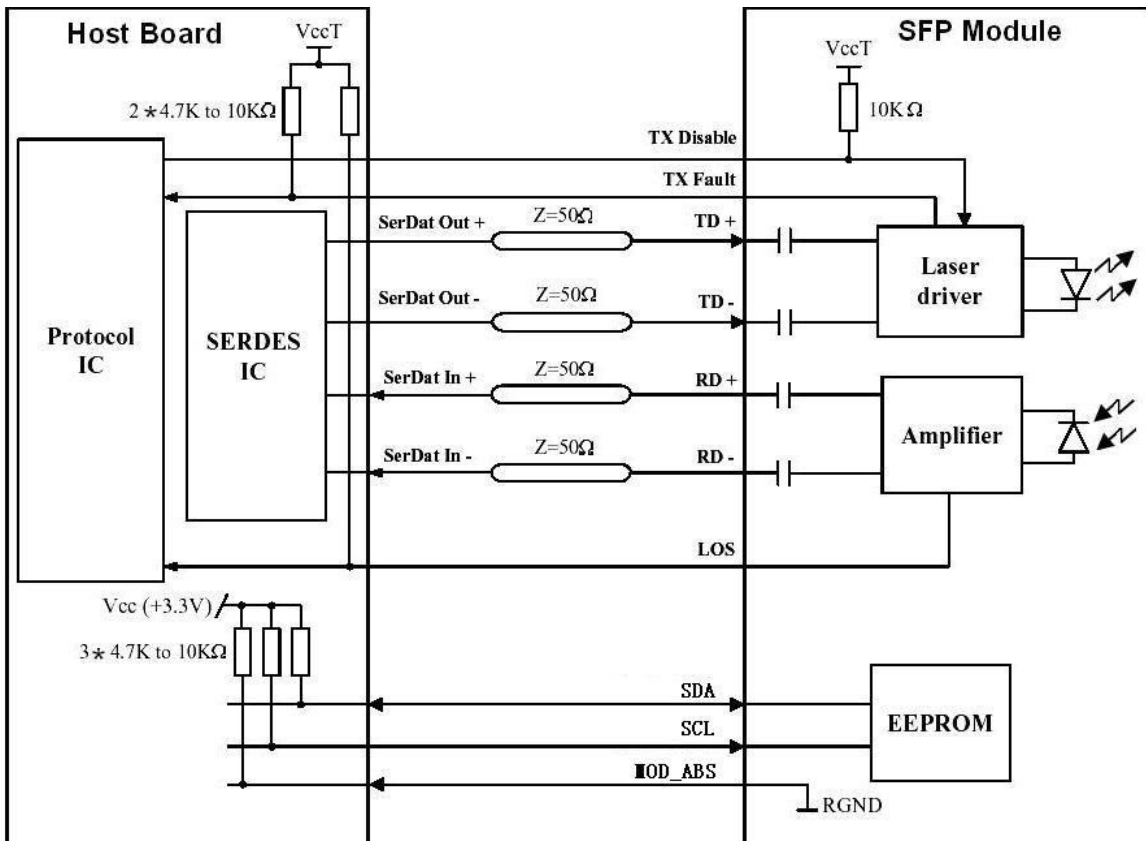 Host Board
SFP Module
VccT
VccT
2*4.7K to 10KΩ
10KΩ
TX Disable
TX Fault
SerDat Out +
Z=50Ω
TD +
SerDat Out -
Z=50Ω
TD -
Laser
driver
Protocol
IC
SERDES
IC
SerDat In +
Z=50Ω
RD +
SerDat In -
Z=50Ω
RD -
Amplifier
LOS
Vcc (+3.3V)
3*4.7K to 10KΩ
SDA
SCL
MOD_ABS
EEPROM
RGND